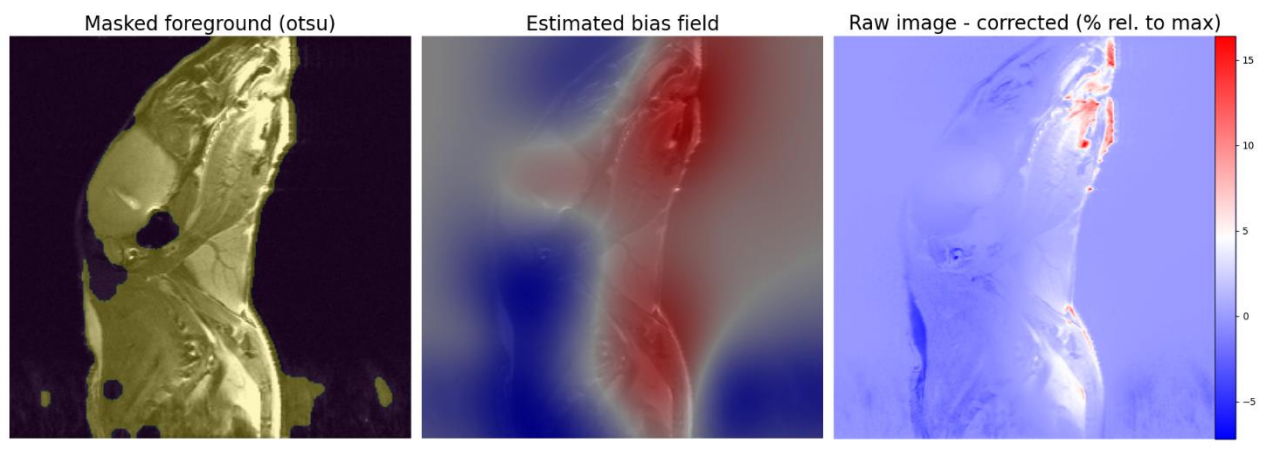 Masked foreground (otsu)
Estimated bias field
Raw image - corrected (% rel. to max)
15
10
5
0
−5